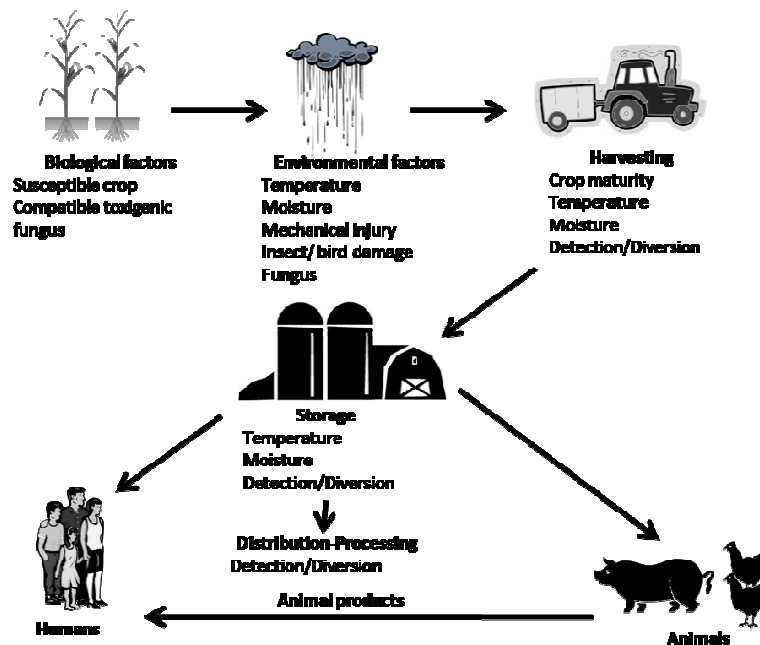 Biological factors
Susceptible crop
Compatible toxigenic
fungus
Environmental factors
Temperature
Moisture
Mechanical injury
Insect/ bird damage
Fungus
Harvesting
Crop maturity
Temperature
Moisture
Detection/Diversion
Storage
Temperature
Moisture
Detection/Diversion
Distribution-Processing
Detection/Diversion
Animal products
Humans
Animals